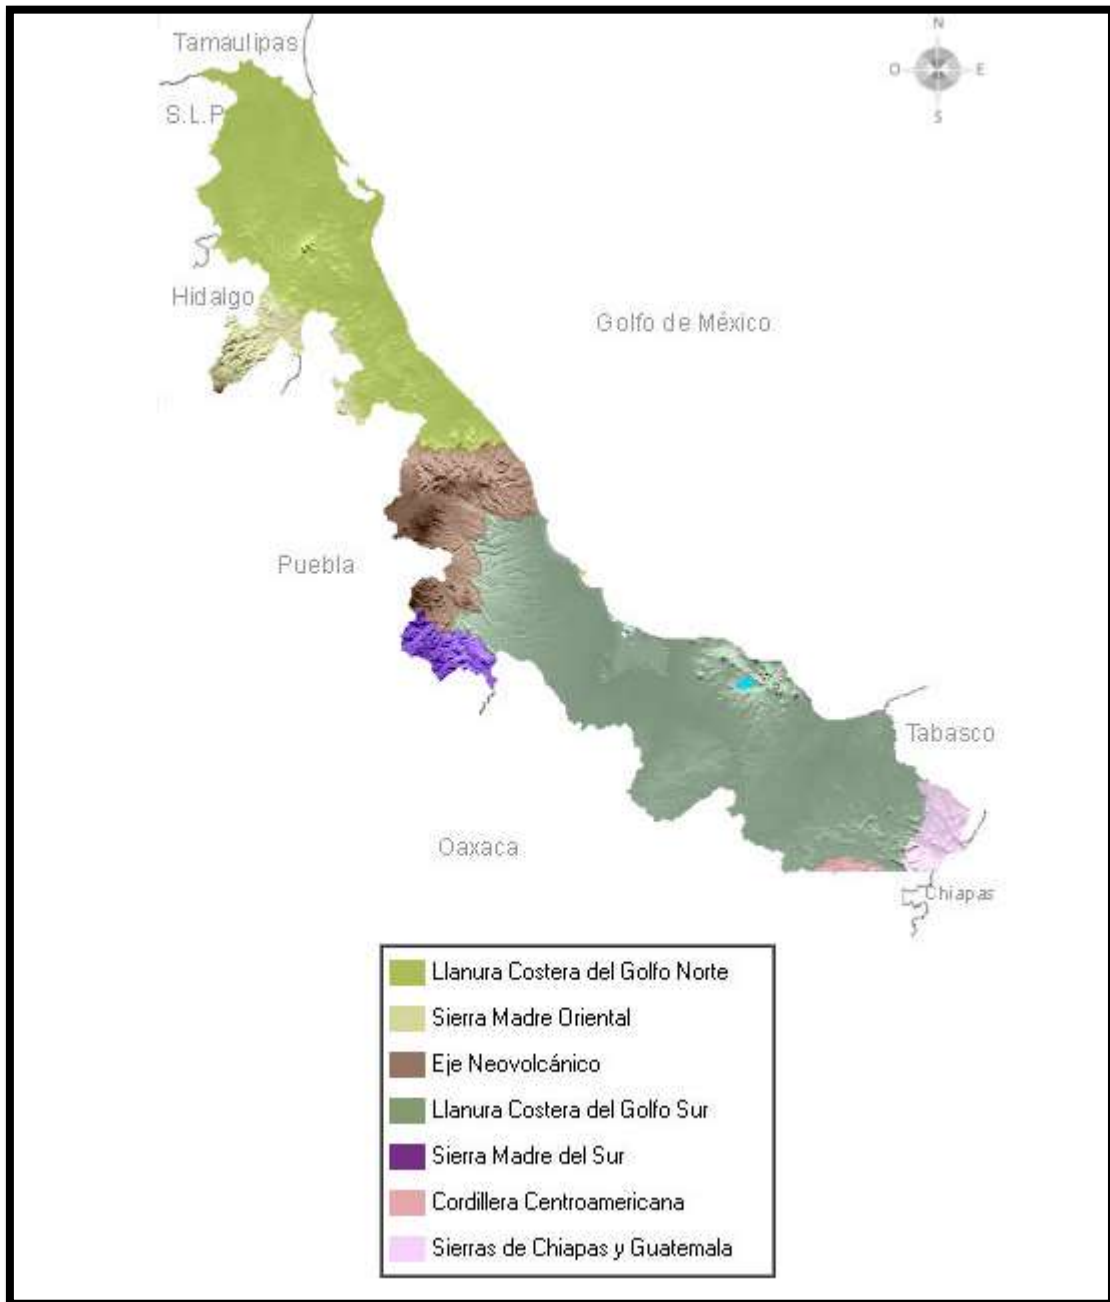 Tamaulipas
N
O
E
S
S.L.P
Hidalgo
Golfo de México
Puebla
Tabasco
Oaxaca
Chiapas
Llanura Costera del Golfo Norte
Sierra Madre Oriental
Eje Neovolcánico
Llanura Costera del Golfo Sur
Sierra Madre del Sur
Cordillera Centroamericana
Sierras de Chiapas y Guatemala